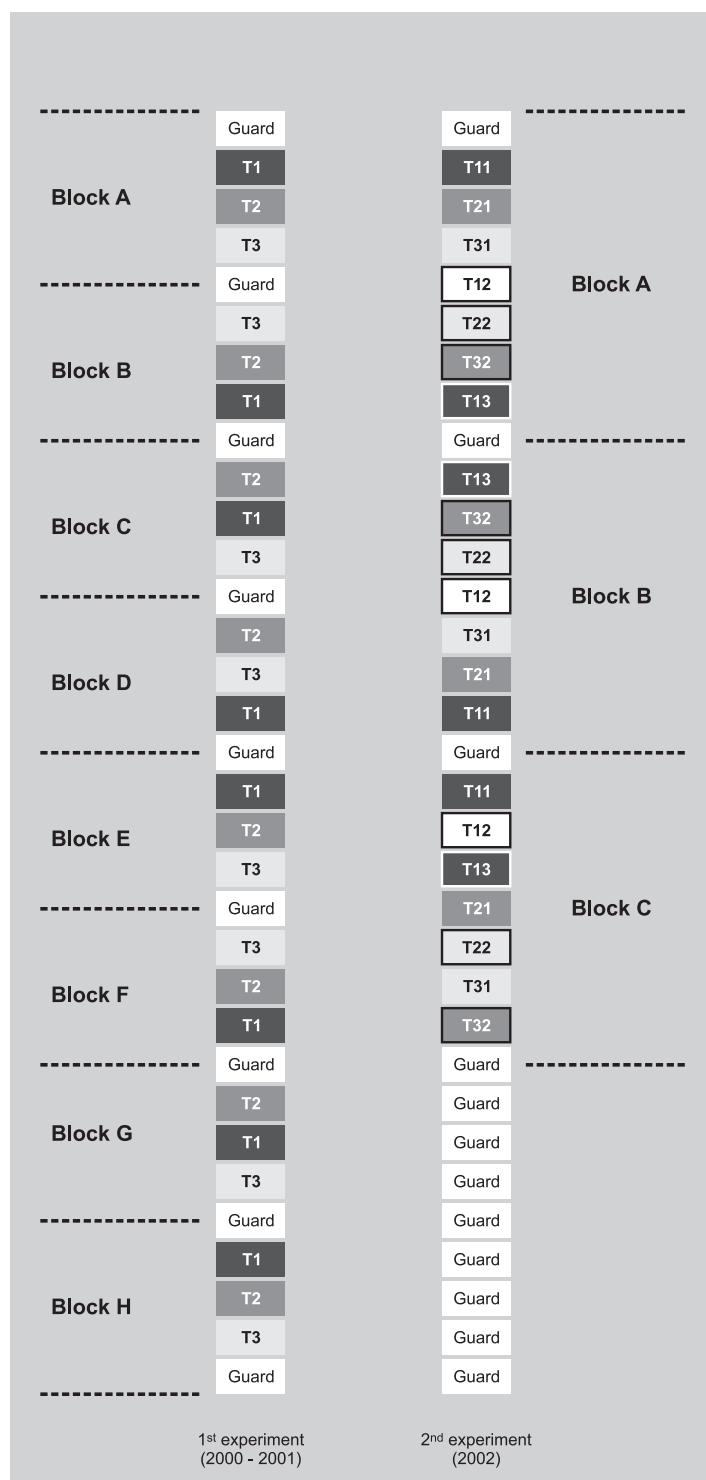 Guard Guard
T1 T11
Block A T2 T21
T3 T31
Guard T12 Block A
T3 T22
Block B T2 T32
T1 T13
Guard Guard
T2 T13
Block C T1 T32
T3 T22
Guard T12 Block B
T2 T31
Block D T3 T21
T1 T11
Guard Guard
T1 T11
Block E T2 T12
T3 T13
Guard T21 Block C
T3 T22
Block F T2 T31
T1 T32
Guard Guard
T2 Guard
Block G T1 Guard
T3 Guard
Guard Guard
T1 Guard
Block H T2 Guard
T3 Guard
Guard Guard
1st experiment 2nd experiment
(2000 - 2001) (2002)